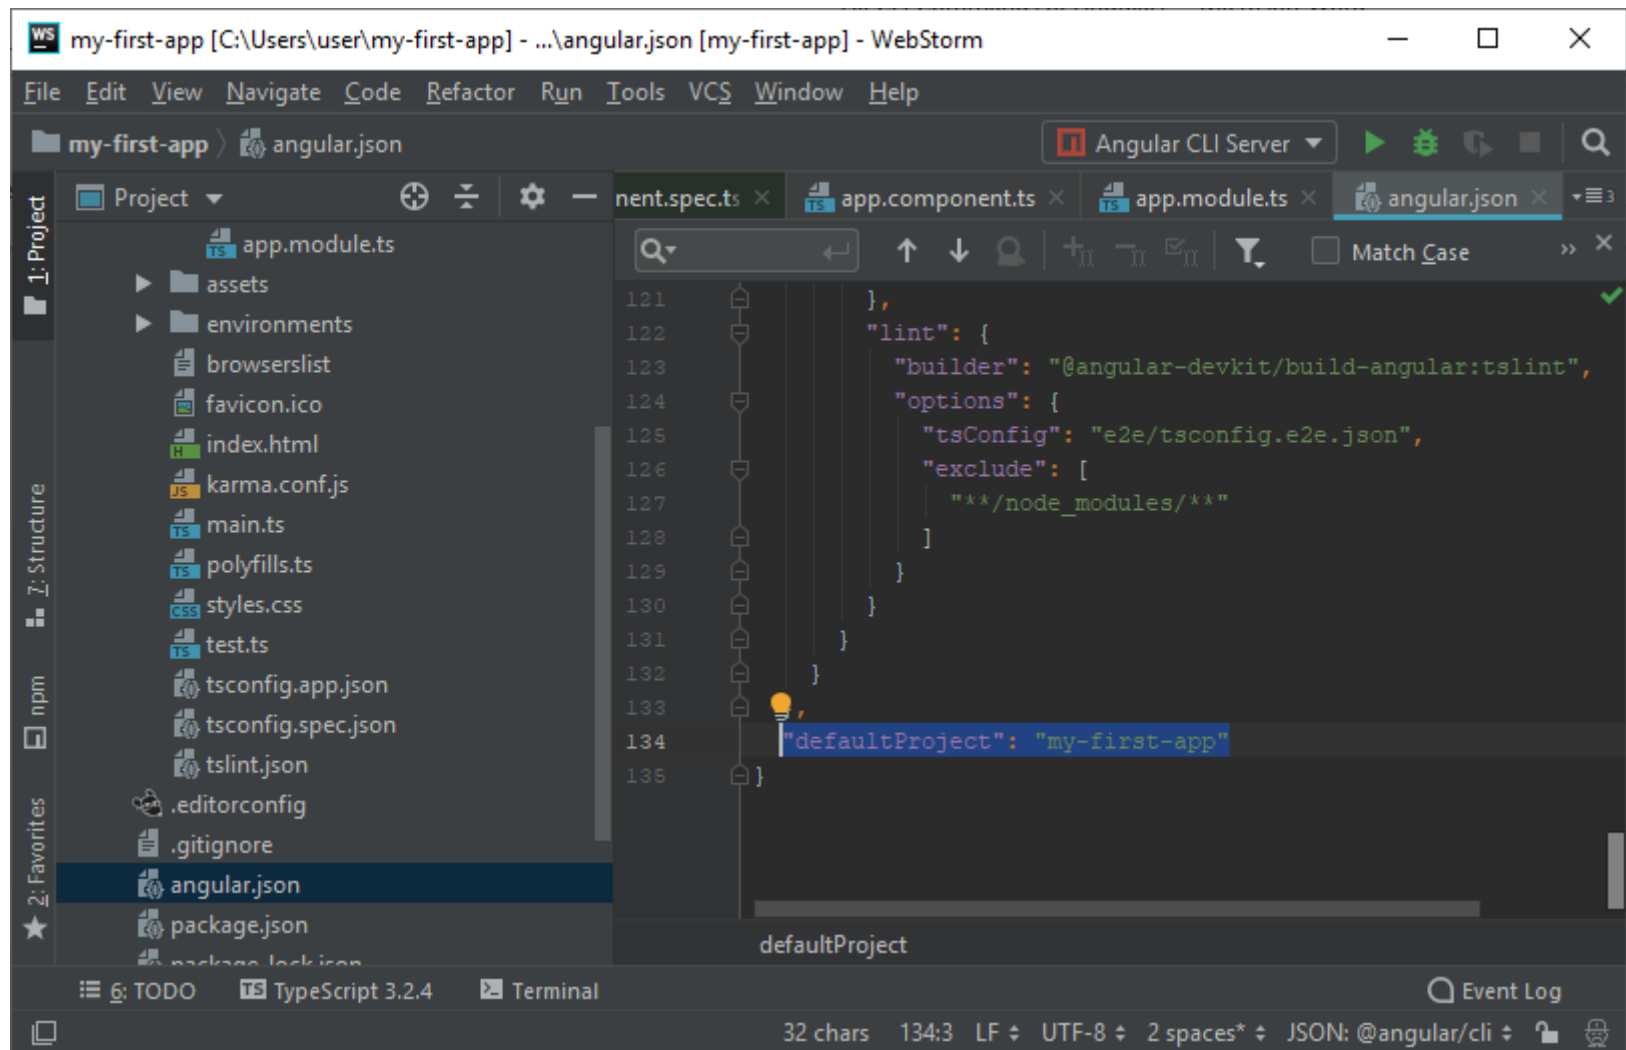 WS my-first-app [C:\Users\user\my-first-app] - ...\angular.json [my-first-app] - WebStorm
File Edit View Navigate Code Refactor Run Tools VCS Window Help
my-first-app angular.json Angular CLI Server
1: Project
Project
nent.spec.ts app.component.ts app.module.ts angular.json 3
Match Case
app.module.ts
assets
environments
browserslist
favicon.ico
index.html
karma.conf.js
main.ts
polyfills.ts
styles.css
test.ts
tsconfig.app.json
tsconfig.spec.json
tslint.json
.editorconfig
.gitignore
angular.json
package.json
package-lock.json
7: Structure
npm
2: Favorites
121 },
122 "lint": {
123 "builder": "@angular-devkit/build-angular:tslint",
124 "options": {
125 "tsConfig": "e2e/tsconfig.e2e.json",
126 "exclude": [
127 "**/node_modules/**"
128 ]
129 }
130 }
131 }
132 }
133 ,
134 "defaultProject": "my-first-app"
135 }
defaultProject
6: TODO TypeScript 3.2.4 Terminal Event Log
32 chars 134:3 LF UTF-8 2 spaces* JSON: @angular/cli